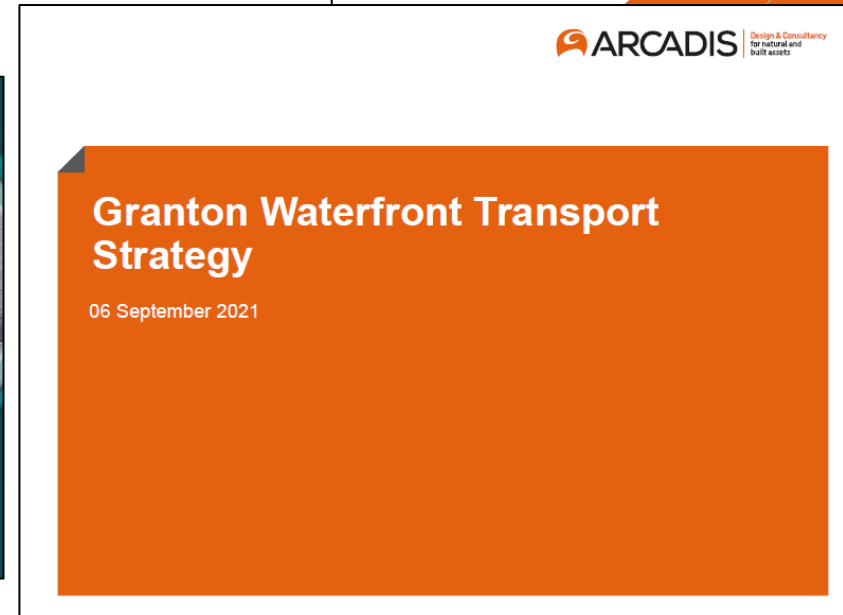 ARCADIS
Design & Consultancy
for natural and
built assets
Granton Waterfront Transport
Strategy
06 September 2021